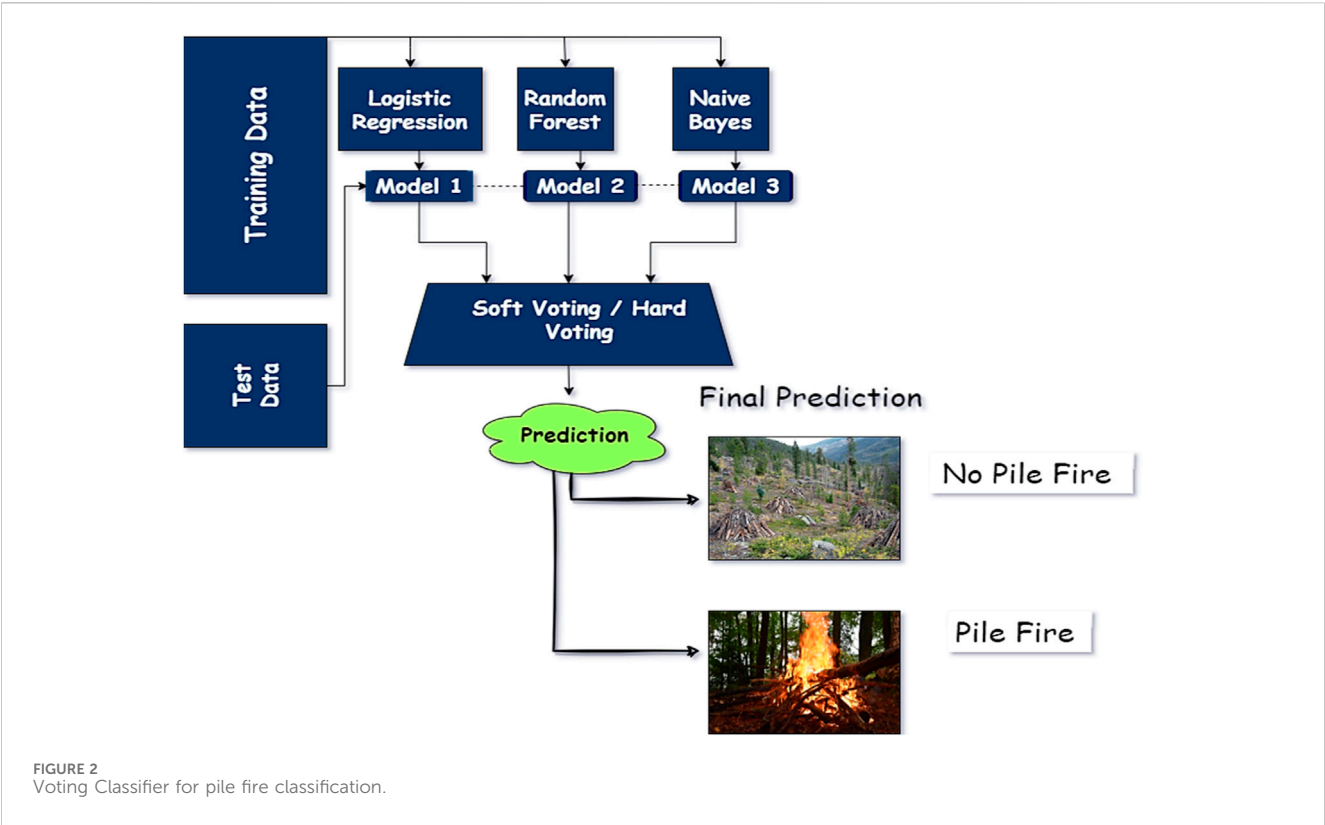 Training Data
Logistic
Regression
Random
Forest
Naive
Bayes
Model 1
Model 2
Model 3
Soft Voting / Hard
Voting
Test
Data
Prediction
Final Prediction
No Pile Fire
Pile Fire
FIGURE 2
Voting Classifier for pile fire classification.